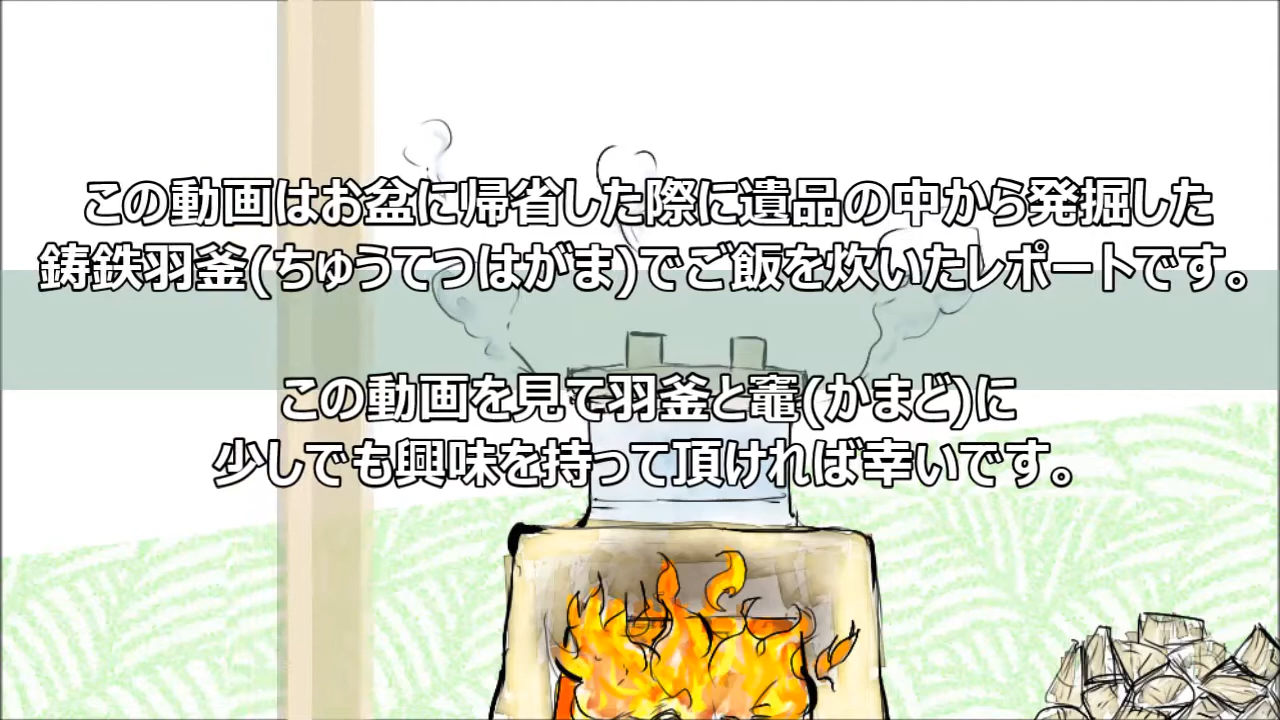 この動画はお盆に帰省した際に遺品の中から発掘した
鋳鉄羽釜(ちゅうてつはがま)でご飯を炊いたレポートです。
この動画を見て羽釜と竈(かまど)に
少しでも興味を持って頂ければ幸いです。